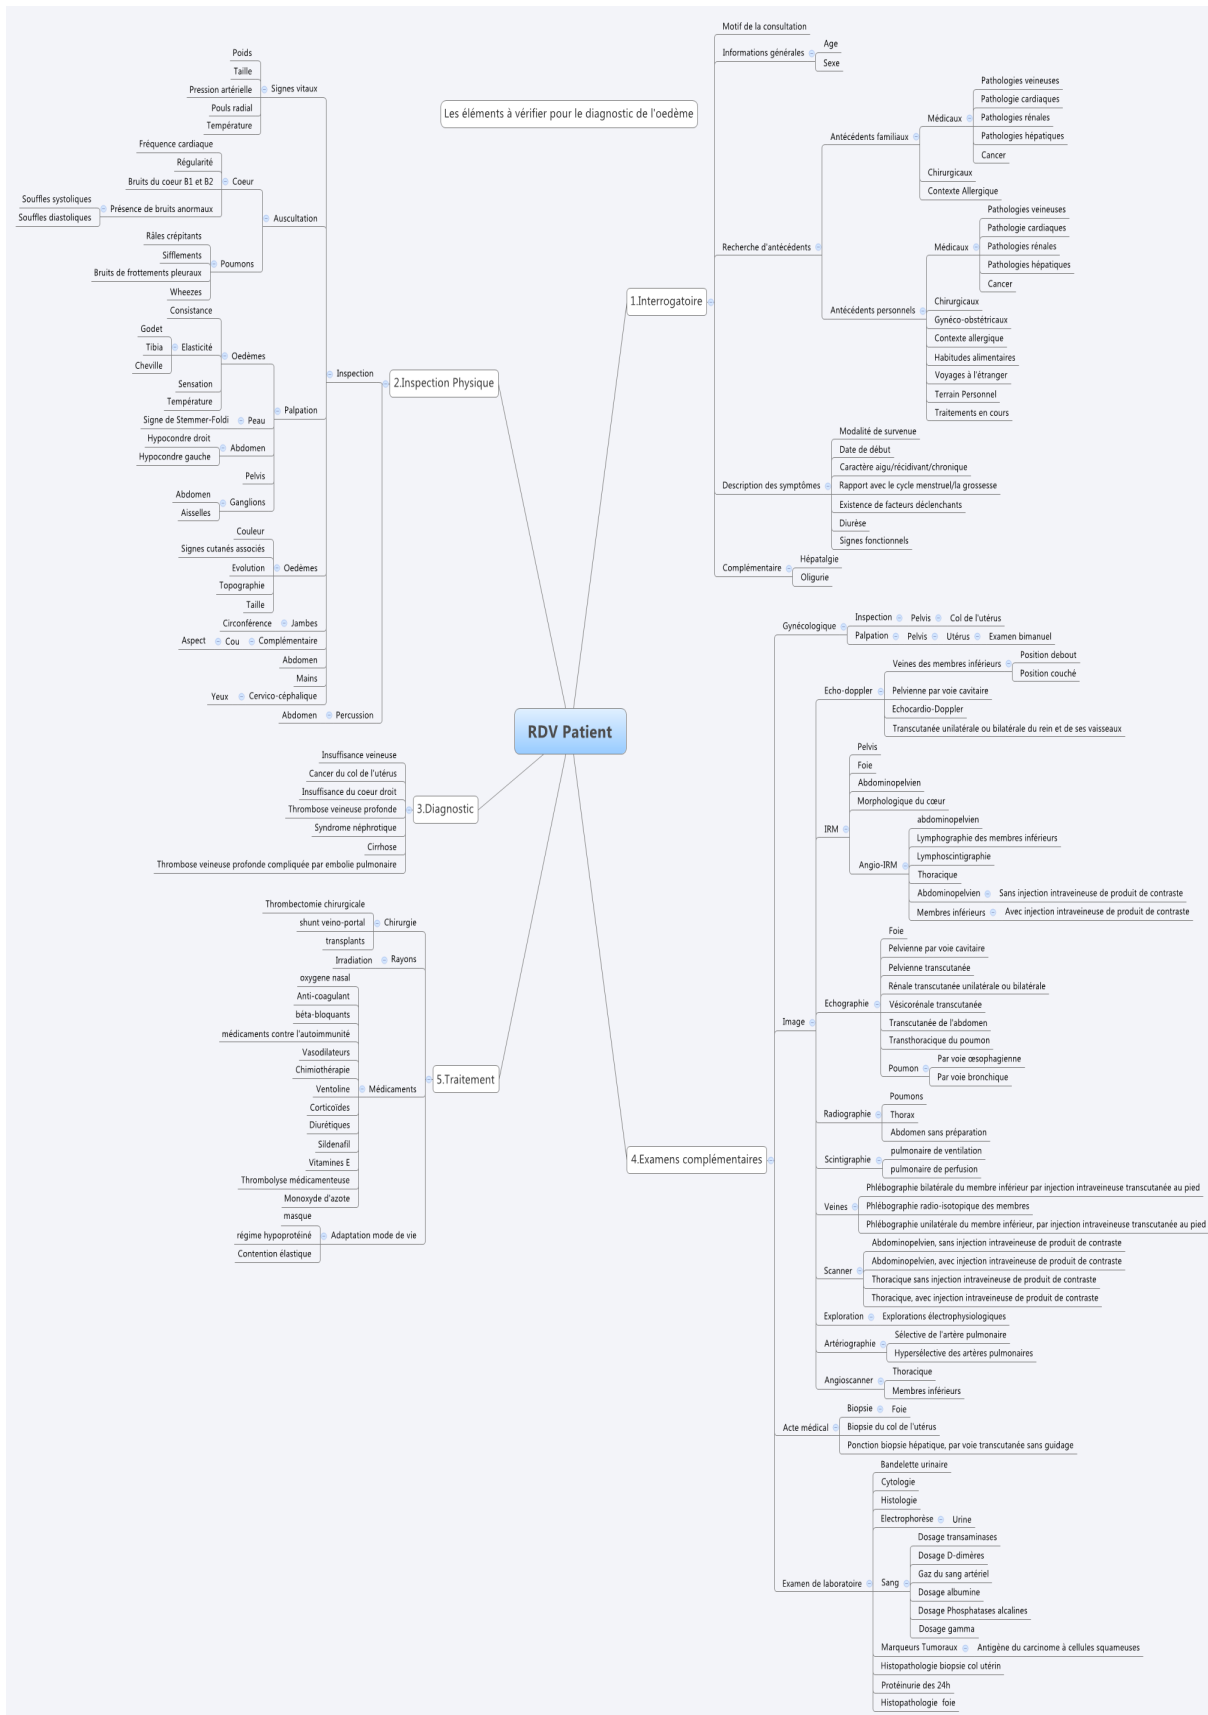 Les éléments à vérifier pour le diagnostic de l'oedème
RDV Patient
1.Interrogatoire
Motif de la consultation
Informations générales
Age
Sexe
Recherche d'antécédents
Antécédents familiaux
Médicaux
Pathologies veineuses
Pathologie cardiaques
Pathologies rénales
Pathologies hépatiques
Cancer
Chirurgicaux
Contexte Allergique
Antécédents personnels
Médicaux
Pathologies veineuses
Pathologie cardiaques
Pathologies rénales
Pathologies hépatiques
Cancer
Chirurgicaux
Gynéco-obstétricaux
Contexte allergique
Habitudes alimentaires
Voyages à l'étranger
Terrain Personnel
Traitements en cours
Description des symptômes
Modalité de survenue
Date de début
Caractère aigu/récidivant/chronique
Rapport avec le cycle menstruel/la grossesse
Existence de facteurs déclenchants
Diurèse
Signes fonctionnels
Complémentaire
Hépatalgie
Oligurie
2.Inspection Physique
Inspection
Signes vitaux
Poids
Taille
Pression artérielle
Pouls radial
Température
Auscultation
Coeur
Fréquence cardiaque
Régularité
Bruits du coeur B1 et B2
Présence de bruits anormaux
Souffles systoliques
Souffles diastoliques
Poumons
Râles crépitants
Sifflements
Bruits de frottements pleuraux
Wheezes
Palpation
Oedèmes
Consistance
Elasticité
Godet
Tibia
Cheville
Sensation
Température
Peau
Signe de Stemmer-Foldi
Abdomen
Hypocondre droit
Hypocondre gauche
Pelvis
Ganglions
Abdomen
Aisselles
Oedèmes
Couleur
Signes cutanés associés
Evolution
Topographie
Taille
Jambes
Circonférence
Complémentaire
Cou
Aspect
Abdomen
Mains
Cervico-céphalique
Yeux
Percussion
Abdomen
3.Diagnostic
Insuffisance veineuse
Cancer du col de l'utérus
Insuffisance du coeur droit
Thrombose veineuse profonde
Syndrome néphrotique
Cirrhose
Thrombose veineuse profonde compliquée par embolie pulmonaire
4.Examens complémentaires
Gynécologique
Inspection
Pelvis
Col de l'utérus
Palpation
Pelvis
Utérus
Examen bimanuel
Image
Echo-doppler
Veines des membres inférieurs
Position debout
Position couché
Pelvienne par voie cavitaire
Echocardio-Doppler
Transcutanée unilatérale ou bilatérale du rein et de ses vaisseaux
IRM
Pelvis
Foie
Abdominopelvien
Morphologique du cœur
Angio-IRM
abdominopelvien
Lymphographie des membres inférieurs
Lymphoscintigraphie
Thoracique
Abdominopelvien
Sans injection intraveineuse de produit de contraste
Membres inférieurs
Avec injection intraveineuse de produit de contraste
Echographie
Foie
Pelvienne par voie cavitaire
Pelvienne transcutanée
Rénale transcutanée unilatérale ou bilatérale
Vésicorénale transcutanée
Transcutanée de l'abdomen
Transthoracique du poumon
Poumon
Par voie œsophagienne
Par voie bronchique
Radiographie
Poumons
Thorax
Abdomen sans préparation
Scintigraphie
pulmonaire de ventilation
pulmonaire de perfusion
Veines
Phlébographie bilatérale du membre inférieur par injection intraveineuse transcutanée au pied
Phlébographie radio-isotopique des membres
Phlébographie unilatérale du membre inférieur, par injection intraveineuse transcutanée au pied
Scanner
Abdominopelvien, sans injection intraveineuse de produit de contraste
Abdominopelvien, avec injection intraveineuse de produit de contraste
Thoracique sans injection intraveineuse de produit de contraste
Thoracique, avec injection intraveineuse de produit de contraste
Exploration
Explorations électrophysiologiques
Artériographie
Sélective de l'artère pulmonaire
Hypersélective des artères pulmonaires
Angioscanner
Thoracique
Membres inférieurs
Acte médical
Biopsie
Foie
Biopsie du col de l'utérus
Ponction biopsie hépatique, par voie transcutanée sans guidage
Examen de laboratoire
Bandelette urinaire
Cytologie
Histologie
Electrophorèse
Urine
Sang
Dosage transaminases
Dosage D-dimères
Gaz du sang artériel
Dosage albumine
Dosage Phosphatases alcalines
Dosage gamma
Marqueurs Tumoraux
Antigène du carcinome à cellules squameuses
Histopathologie biopsie col utérin
Protéinurie des 24h
Histopathologie foie
5.Traitement
Chirurgie
Thrombectomie chirurgicale
shunt veino-portal
transplants
Rayons
Irradiation
Médicaments
oxygene nasal
Anti-coagulant
béta-bloquants
médicaments contre l'autoimmunité
Vasodilateurs
Chimiothérapie
Ventoline
Corticoïdes
Diurétiques
Sildenafil
Vitamines E
Thrombolyse médicamenteuse
Monoxyde d'azote
Adaptation mode de vie
masque
régime hypoprotéiné
Contention élastique